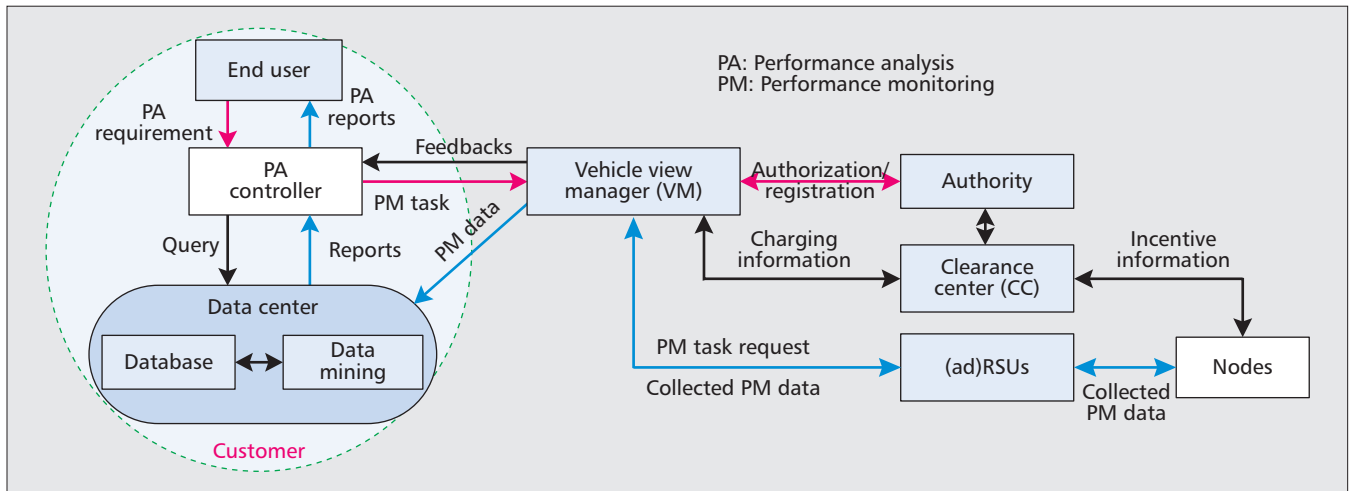 End user
PA: Performance analysis
PM: Performance monitoring
PA
requirement
PA
reports
PA
controller
Feedbacks
PM task
Vehicle view
manager (VM)
Authorization/
registration
Authority
Query
Reports
PM data
Charging
information
Clearance
center (CC)
Incentive
information
Data center
Database
Data
mining
PM task request
Collected PM data
(ad)RSUs
Collected
PM data
Nodes
Customer